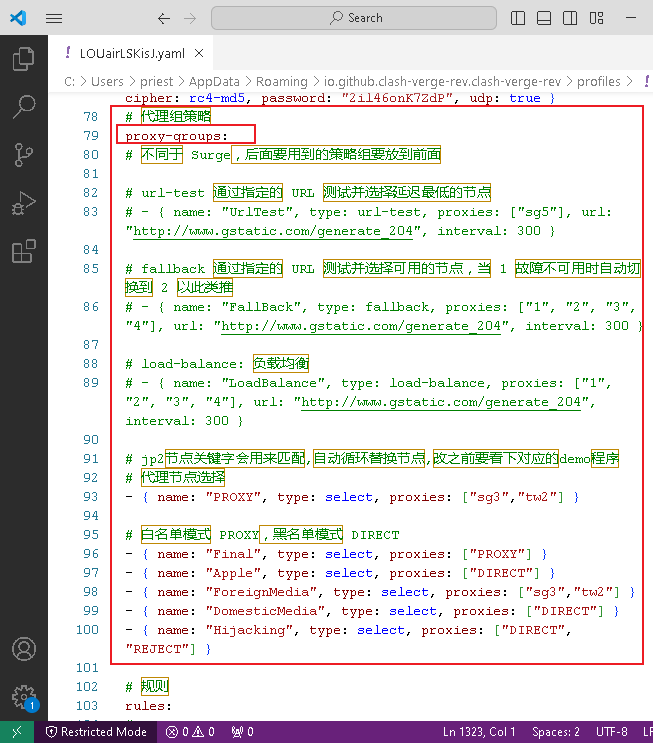 Search
LOUairLSKisJ.yaml
C: > Users > priest > AppData > Roaming > io.github.clash-verge-rev.clash-verge-rev > profiles >
cipher: rc4-md5, password: "Zil46onK7ZdP", udp: true }
78 # 代理组策略
79 proxy-groups:
80 # 不同于 Surge，后面要用到的策略组要放到前面
81
82 # url-test 通过指定的 URL 测试并选择延迟最低的节点
83 # - { name: "UrlTest", type: url-test, proxies: ["sg5"], url:
"http://www.gstatic.com/generate_204", interval: 300 }
84
85 # fallback 通过指定的 URL 测试并选择可用的节点，当 1 故障不可用时自动切
换到 2 以此类推
86 # - { name: "FallBack", type: fallback, proxies: ["1", "2", "3",
"4"], url: "http://www.gstatic.com/generate_204", interval: 300 }
87
88 # load-balance: 负载均衡
89 # - { name: "LoadBalance", type: load-balance, proxies: ["1",
"2", "3", "4"], url: "http://www.gstatic.com/generate_204",
interval: 300 }
90
91 # jp2节点关键字会用来匹配,自动循环替换节点,改之前要看下对应的demo程序
92 # 代理节点选择
93 - { name: "PROXY", type: select, proxies: ["sg3","tw2"] }
94
95 # 白名单模式 PROXY，黑名单模式 DIRECT
96 - { name: "Final", type: select, proxies: ["PROXY"] }
97 - { name: "Apple", type: select, proxies: ["DIRECT"] }
98 - { name: "ForeignMedia", type: select, proxies: ["sg3","tw2"] }
99 - { name: "DomesticMedia", type: select, proxies: ["DIRECT"] }
100 - { name: "Hijacking", type: select, proxies: ["DIRECT",
"REJECT"] }
101
102 # 规则
103 rules:
1
Restricted Mode 0 0 0 Ln 1323, Col 1 Spaces: 2 UTF-8 LF